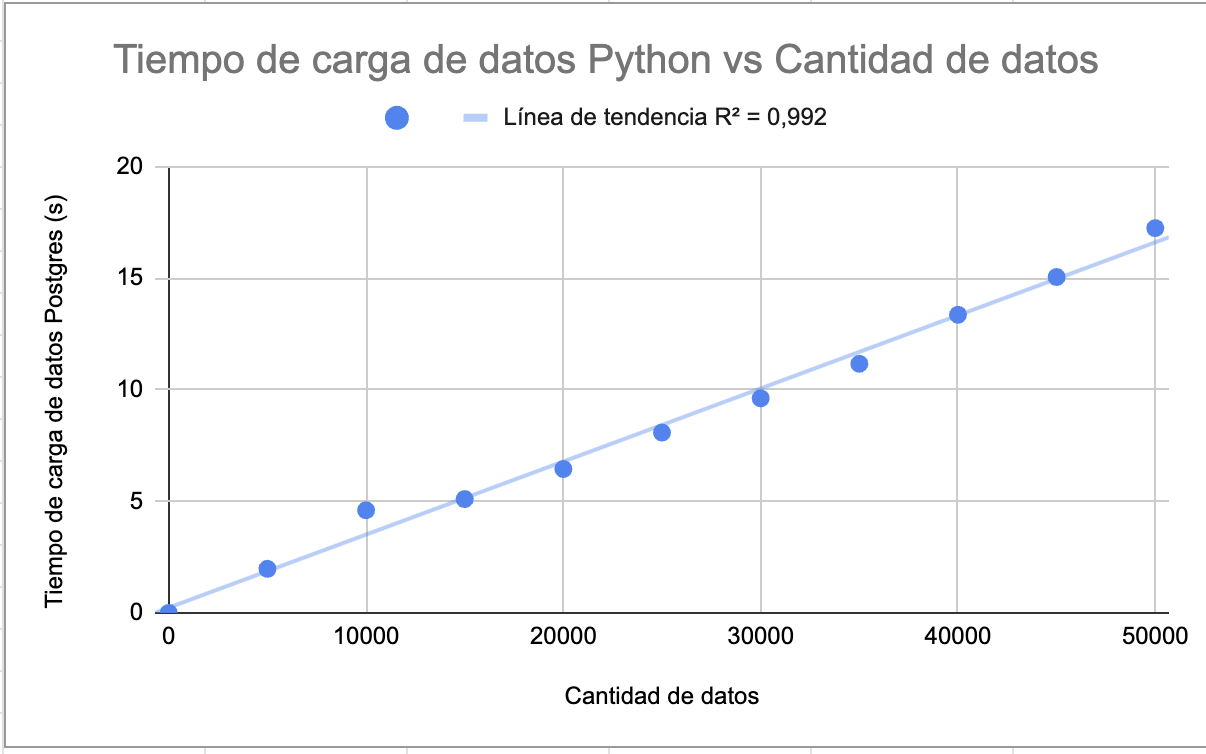 Tiempo de carga de datos Python vs Cantidad de datos
Línea de tendencia R² = 0,992
Tiempo de carga de datos Postgres (s)
20
15
10
5
0
0 10000 20000 30000 40000 50000
Cantidad de datos